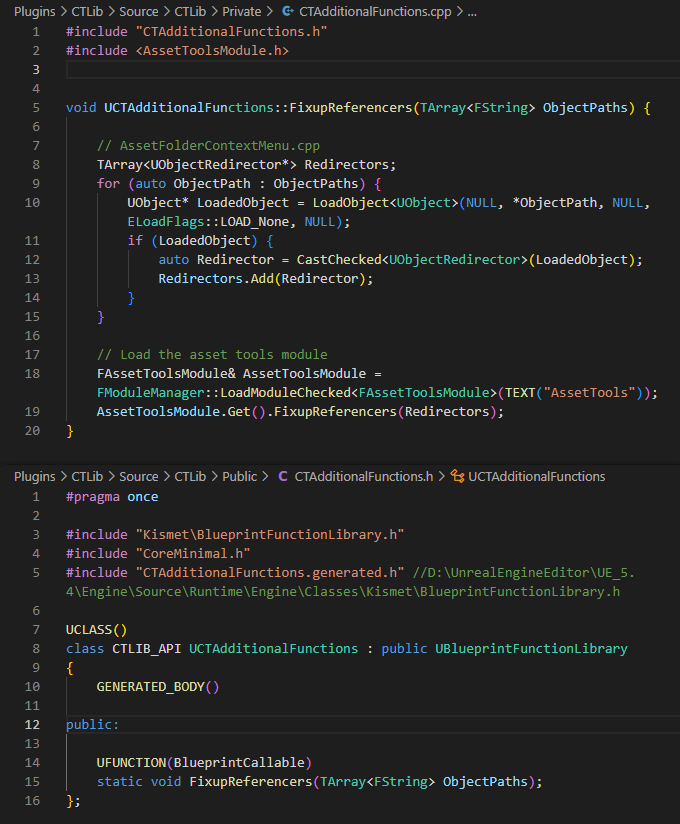 Plugins > CTLib > Source > CTLib > Private > CTAdditionalFunctions.cpp > ...
1 #include "CTAdditionalFunctions.h"
2 #include <AssetToolsModule.h>
3
4
5 void UCTAdditionalFunctions::FixupReferencers(TArray<FString> ObjectPaths) {
6
7 // AssetFolderContextMenu.cpp
8 TArray<UObjectRedirector*> Redirectors;
9 for (auto ObjectPath : ObjectPaths) {
10 UObject* LoadedObject = LoadObject<UObject>(NULL, *ObjectPath, NULL,
ELoadFlags::LOAD_None, NULL);
11 if (LoadedObject) {
12 auto Redirector = CastChecked<UObjectRedirector>(LoadedObject);
13 Redirectors.Add(Redirector);
14 }
15 }
16
17 // Load the asset tools module
18 FAssetToolsModule& AssetToolsModule =
FModuleManager::LoadModuleChecked<FAssetToolsModule>(TEXT("AssetTools"));
19 AssetToolsModule.Get().FixupReferencers(Redirectors);
20 }
Plugins > CTLib > Source > CTLib > Public > C CTAdditionalFunctions.h > UCTAdditionalFunctions
1 #pragma once
2
3 #include "Kismet\BlueprintFunctionLibrary.h"
4 #include "CoreMinimal.h"
5 #include "CTAdditionalFunctions.generated.h" //D:\UnrealEngineEditor\UE_5.
4\Engine\Source\Runtime\Engine\Classes\Kismet\BlueprintFunctionLibrary.h
6
7 UCLASS()
8 class CTLIB_API UCTAdditionalFunctions : public UBlueprintFunctionLibrary
9 {
10 GENERATED_BODY()
11
12 public:
13
14 UFUNCTION(BlueprintCallable)
15 static void FixupReferencers(TArray<FString> ObjectPaths);
16 };